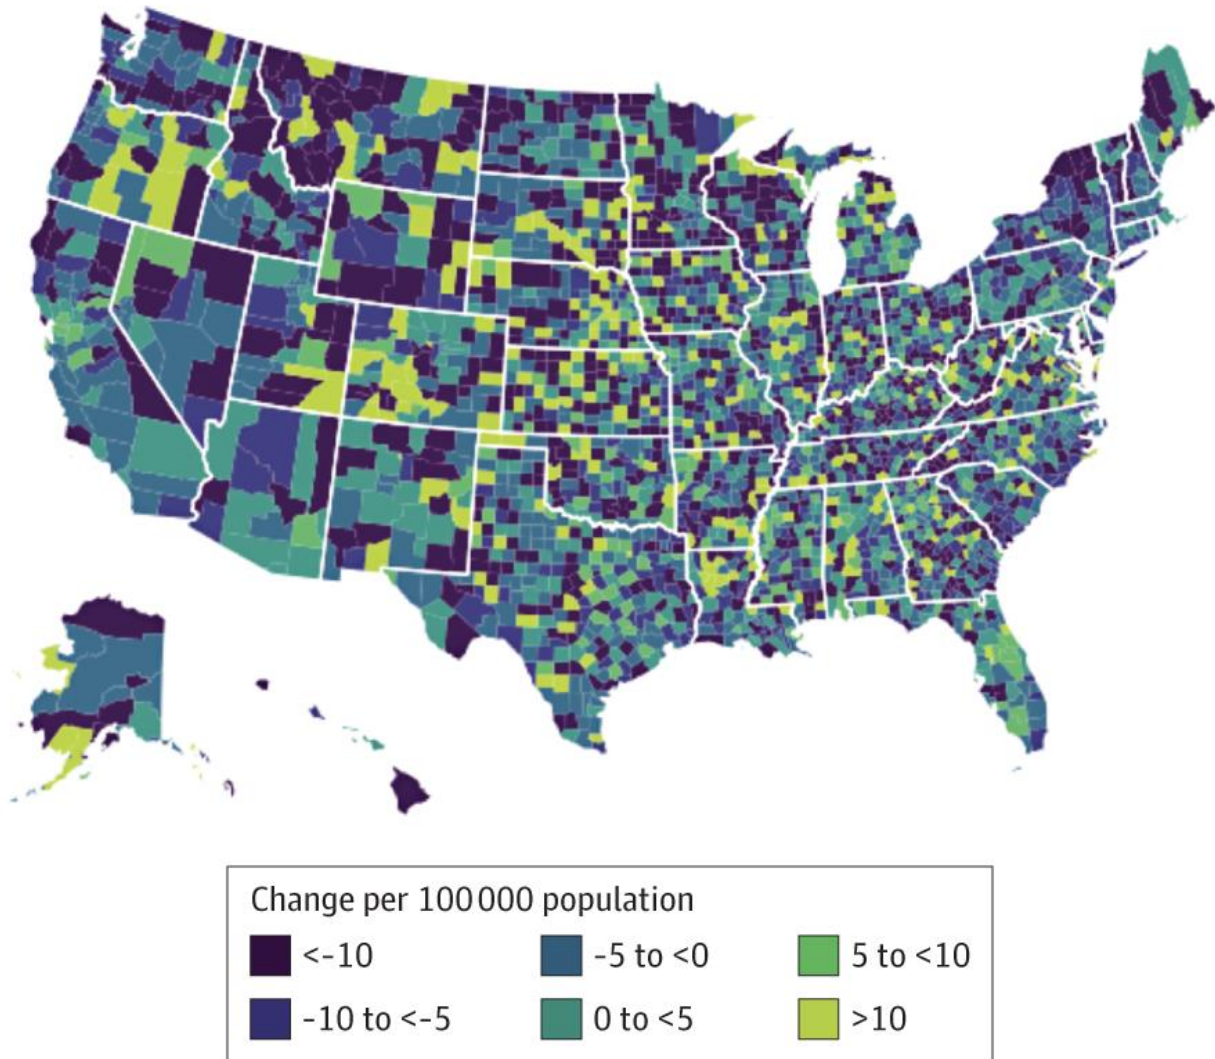 Change per 100 000 population
<-10
-5 to <0
5 to <10
-10 to <-5
0 to <5
>10